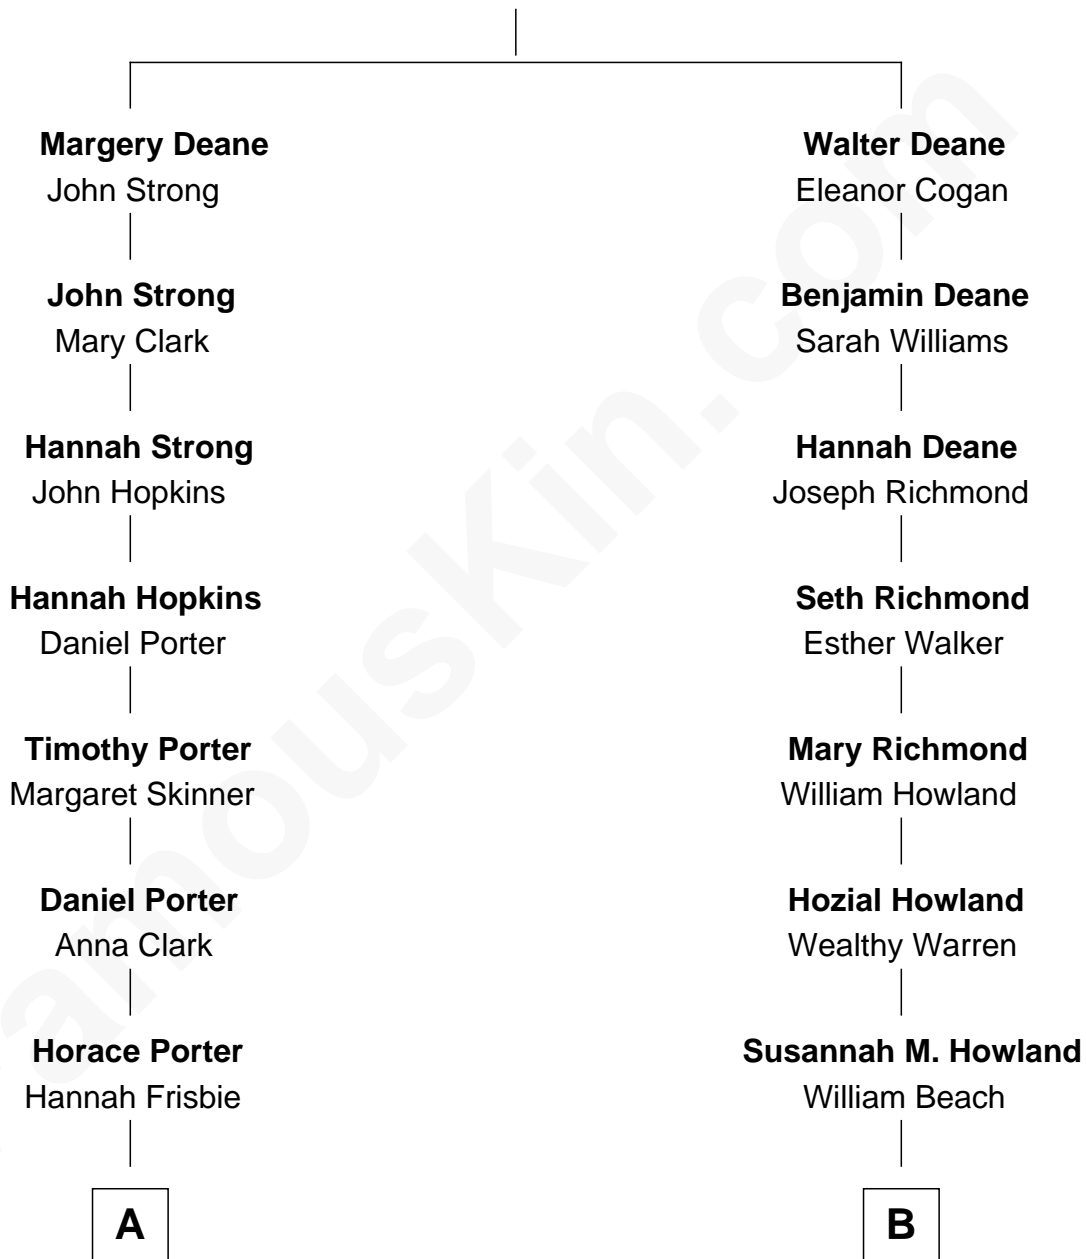 Margery Deane
John Strong
John Strong
Mary Clark
Hannah Strong
John Hopkins
Hannah Hopkins
Daniel Porter
Timothy Porter
Margaret Skinner
Daniel Porter
Anna Clark
Horace Porter
Hannah Frisbie
A
Walter Deane
Eleanor Cogan
Benjamin Deane
Sarah Williams
Hannah Deane
Joseph Richmond
Seth Richmond
Esther Walker
Mary Richmond
William Howland
Hozial Howland
Wealthy Warren
Susannah M. Howland
William Beach
B
amouskin.com